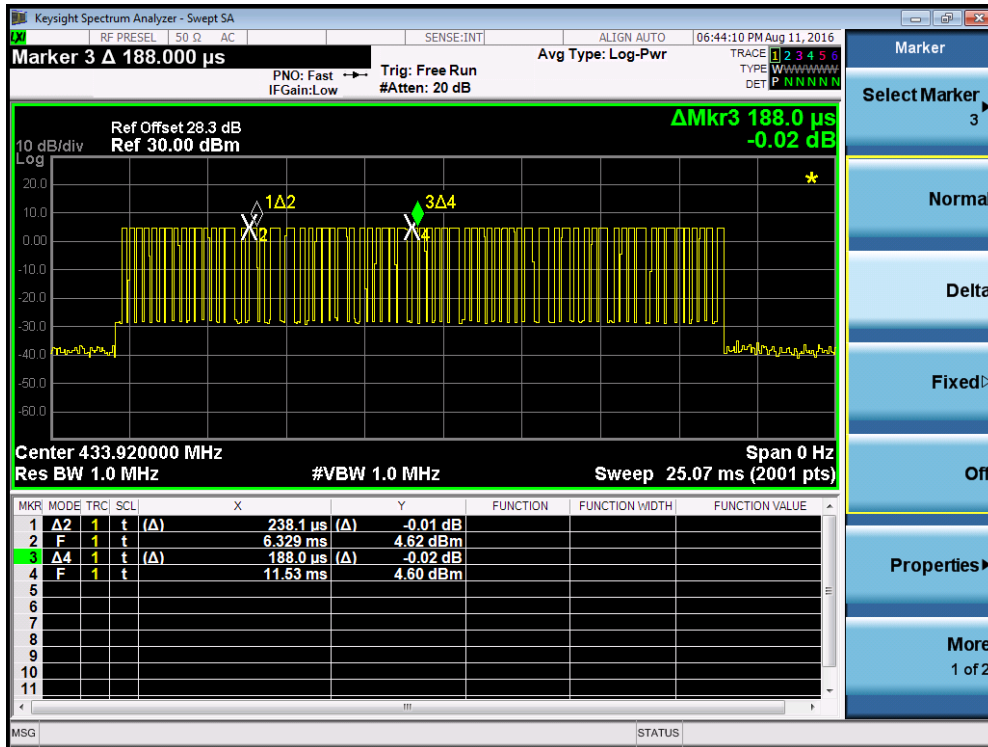 Keysight Spectrum Analyzer - Swept SA
LXI RF PRESEL 50 Ω AC SENSE:INT ALIGN AUTO 06:44:10 PM Aug 11, 2016
Marker 3 Δ 188.000 µs
PNO: Fast
IFGain:Low
Trig: Free Run
#Atten: 20 dB
Avg Type: Log-Pwr
TRACE 1 2 3 4 5 6
TYPE WWWWWW
DET P N N N N N
ΔMkr3 188.0 µs
-0.02 dB
Ref Offset 28.3 dB
10 dB/div Ref 30.00 dBm
Log
20.0
10.0
0.00
-10.0
-20.0
-30.0
-40.0
-50.0
-60.0
1Δ2
2
3Δ4
4
*
Center 433.920000 MHz Span 0 Hz
Res BW 1.0 MHz #VBW 1.0 MHz Sweep 25.07 ms (2001 pts)
MKR MODE TRC SCL X Y FUNCTION FUNCTION WIDTH FUNCTION VALUE
1 Δ2 1 t (Δ) 238.1 µs (Δ) -0.01 dB
2 F 1 t 6.329 ms 4.62 dBm
3 Δ4 1 t (Δ) 188.0 µs (Δ) -0.02 dB
4 F 1 t 11.53 ms 4.60 dBm
5
6
7
8
9
10
11
MSG STATUS
Marker
Select Marker
3
Normal
Delta
Fixed
Off
Properties
More
1 of 2